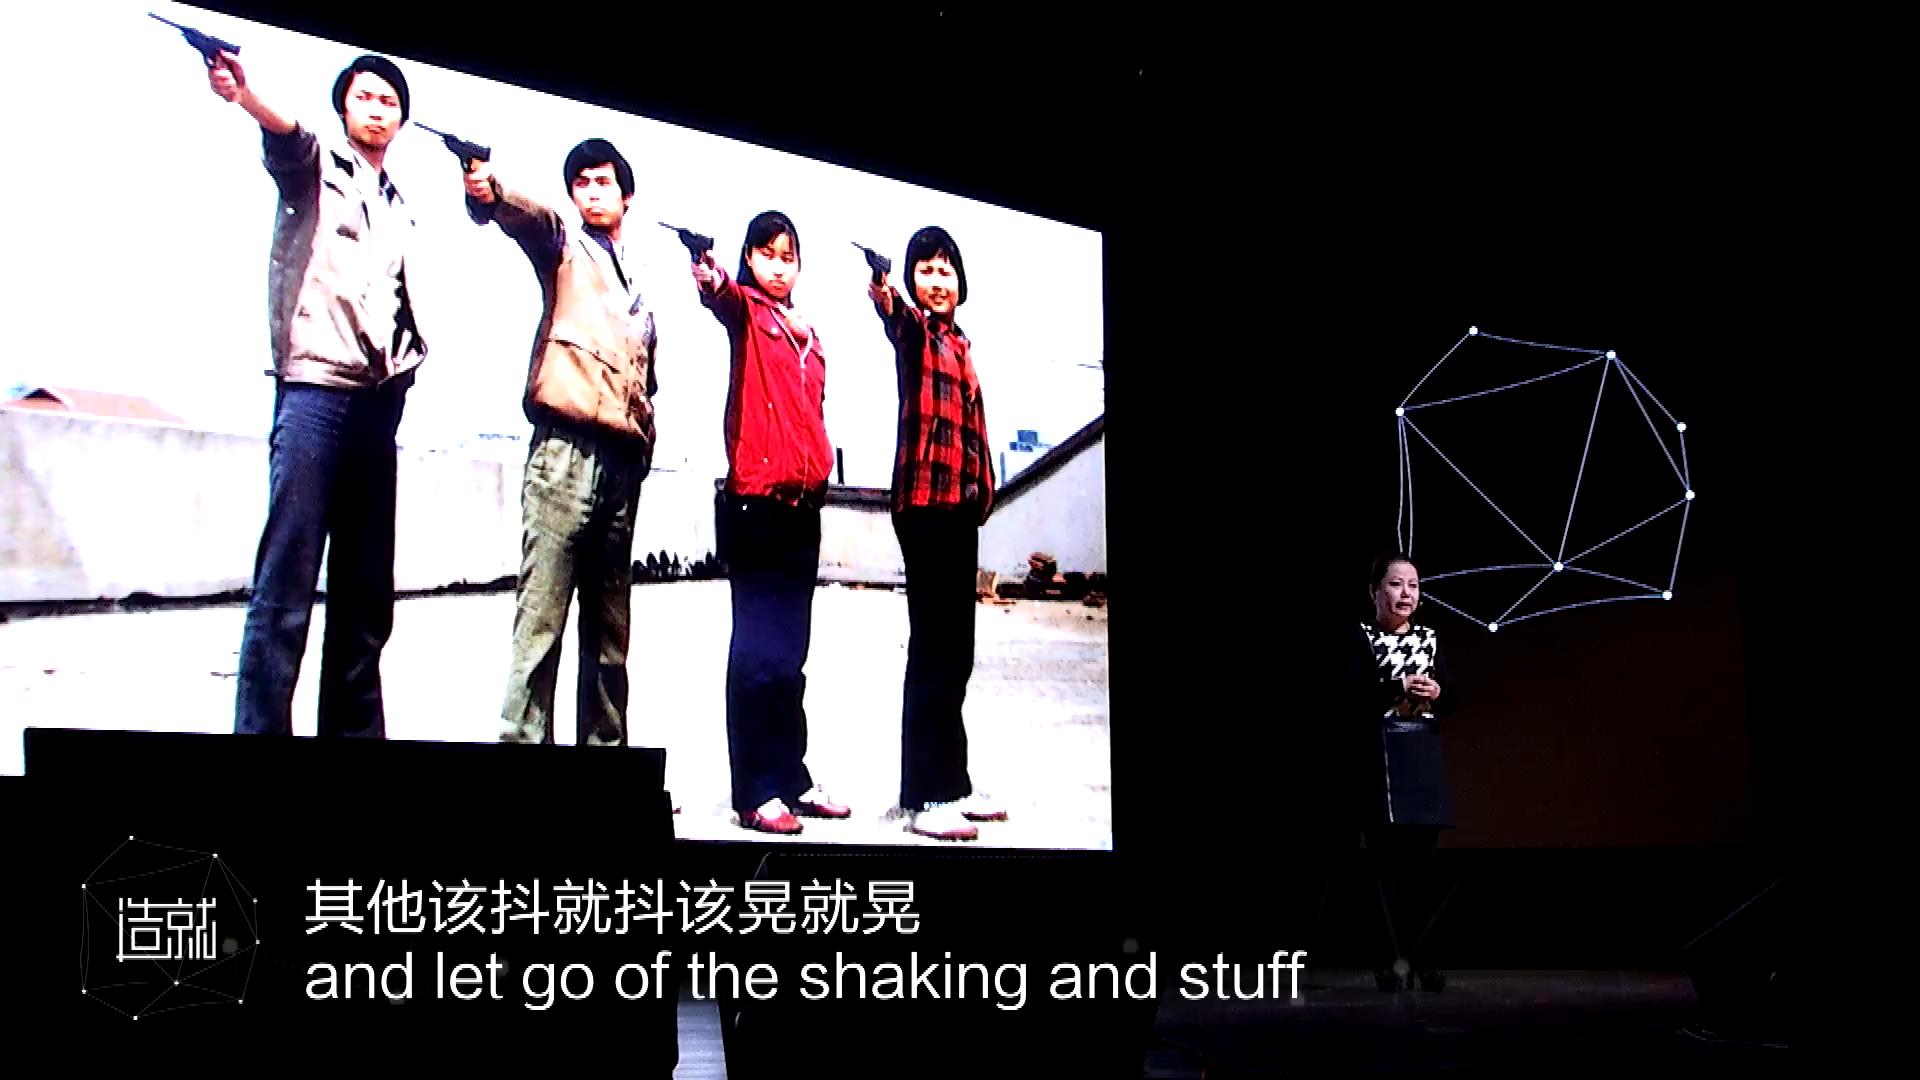 造就
其他该抖就抖该晃就晃
and let go of the shaking and stuff